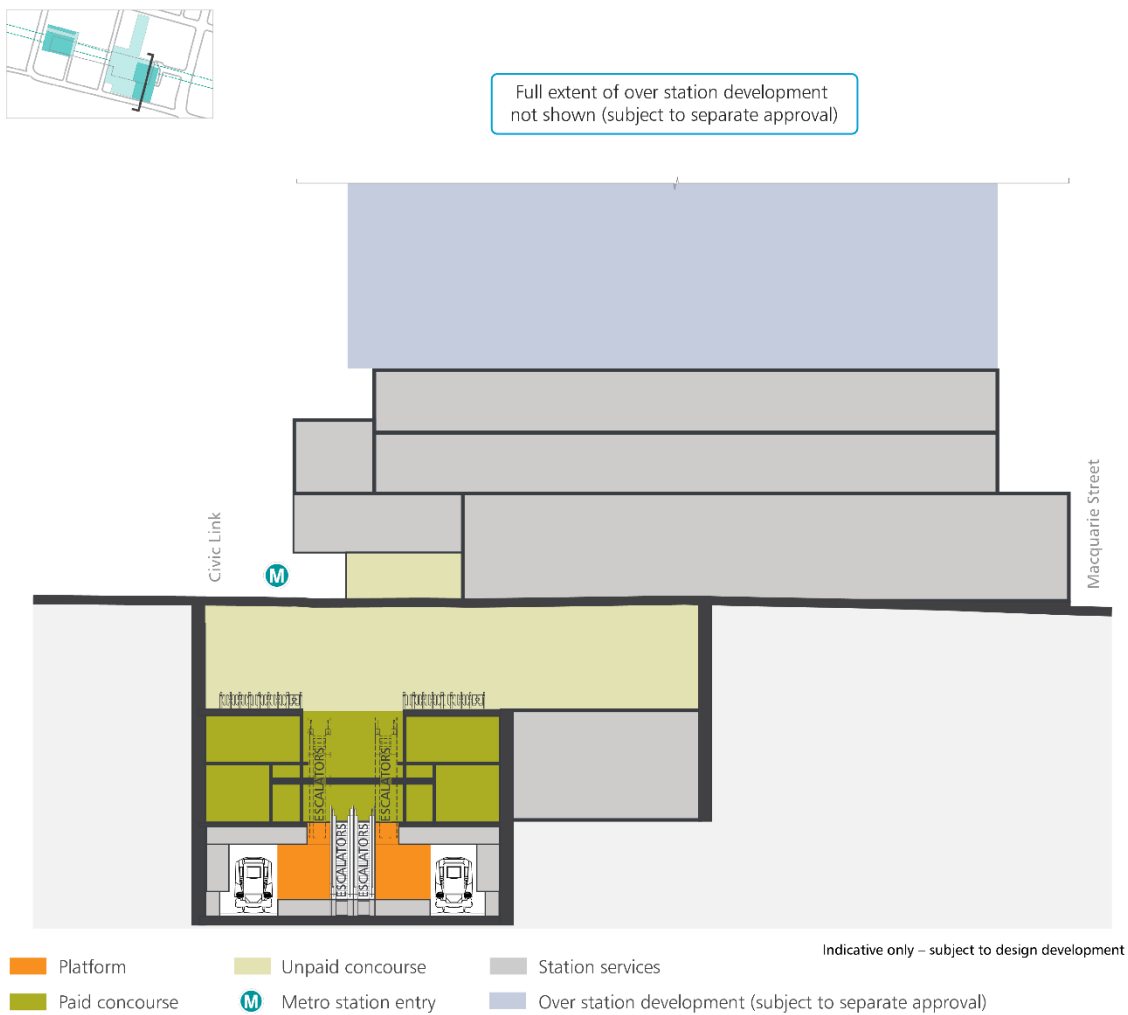 Full extent of over station development
not shown (subject to separate approval)
Civic Link
M
Macquarie Street
ESCALATORS
ESCALATORS
ESCALATORS
ESCALATORS
Indicative only – subject to design development
Platform
Unpaid concourse
Station services
Paid concourse
M
Metro station entry
Over station development (subject to separate approval)